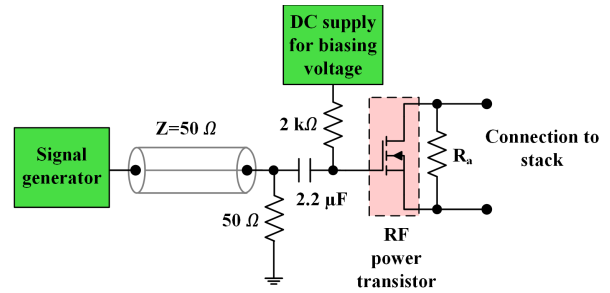 DC supply
for biasing
voltage
Z=50 Ω
2 kΩ
Signal
generator
2.2 μF
50 Ω
Rₐ
Connection to
stack
RF
power
transistor